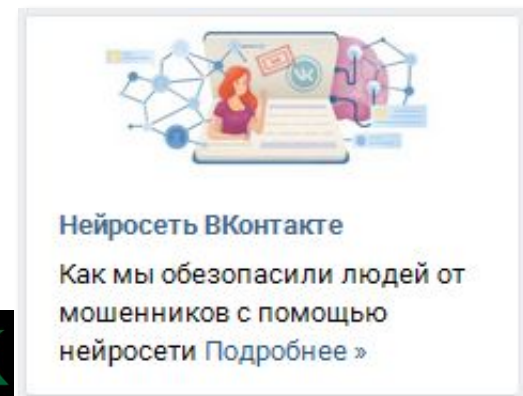 Нейросеть ВКонтакте
Как мы обезопасили людей от
мошенников с помощью
нейросети Подробнее »